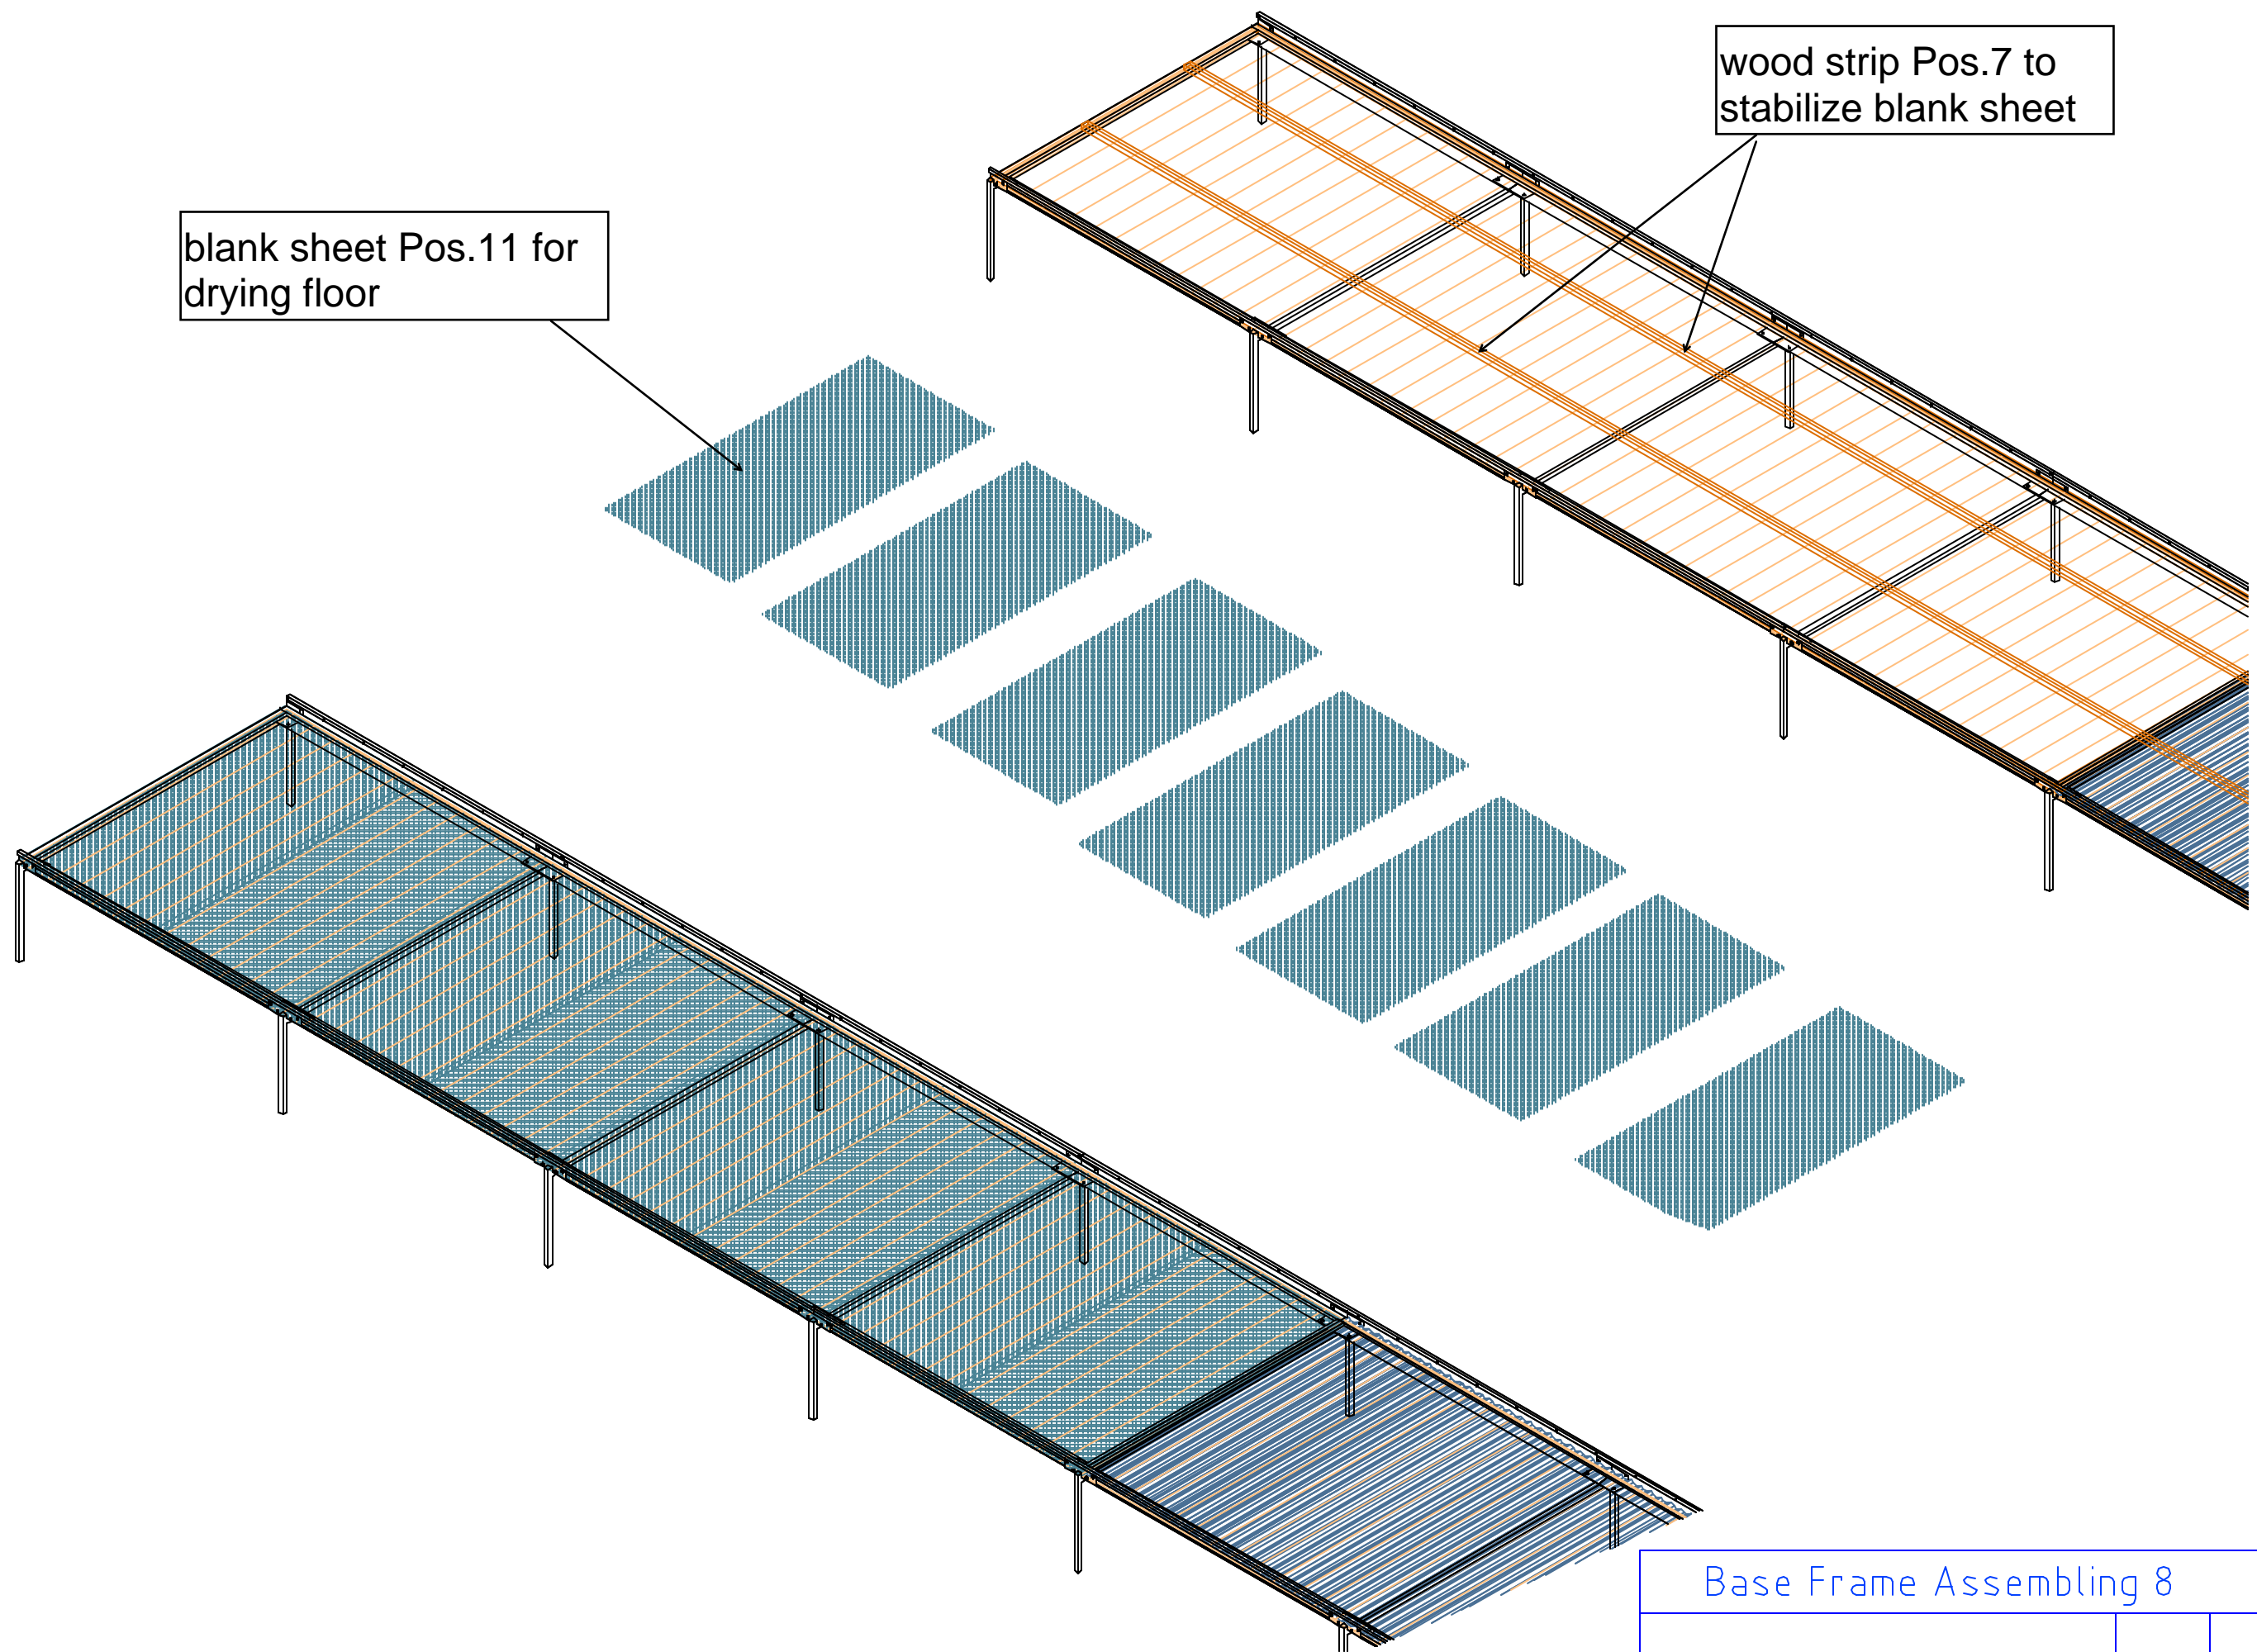 wood strip Pos.7 to
stabilize blank sheet
blank sheet Pos.11 for
drying floor
Base Frame Assembling 8